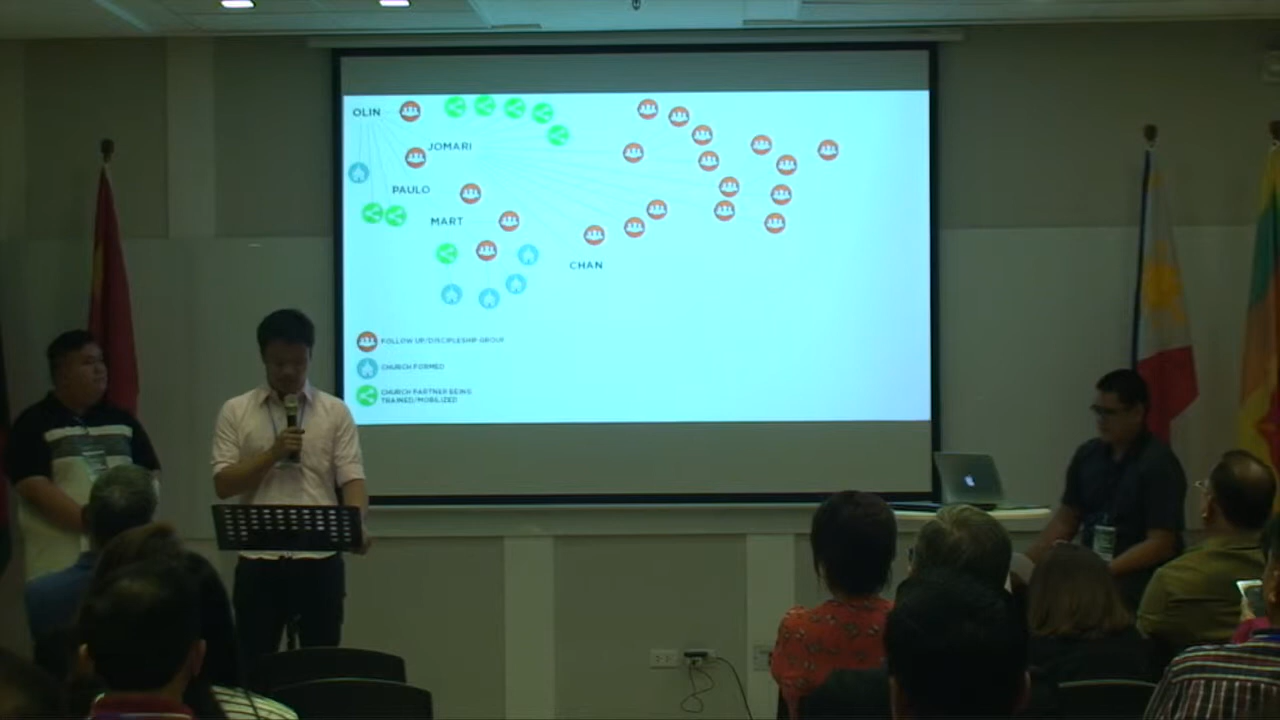 OLIN
JOMARI
PAULO
MART
CHAN
FOLLOW UP/DISCIPLESHIP GROUP
CHURCH FORMED
CHURCH PARTNER BEING
TRAINED/MOBILIZED